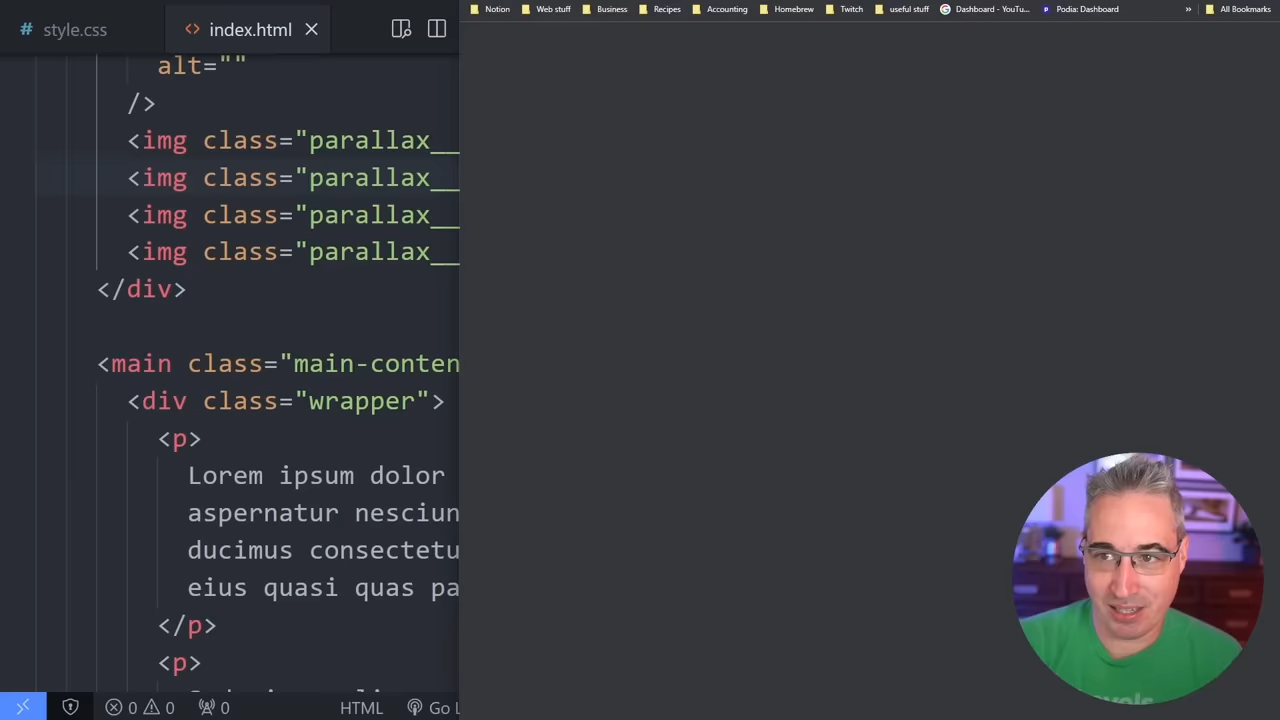 style.css
index.html
Notion
Web stuff
Business
Recipes
Accounting
Homebrew
Twitch
useful stuff
Dashboard - YouTu...
Podia: Dashboard
»
All Bookmarks
alt=""
/>
<img class="parallax__
<img class="parallax__
<img class="parallax__
<img class="parallax__
</div>
<main class="main-conten
<div class="wrapper">
<p>
Lorem ipsum dolor
aspernatur nesciun
ducimus consectetu
eius quasi quas pa
</p>
<p>
0 0 0
HTML
Go L